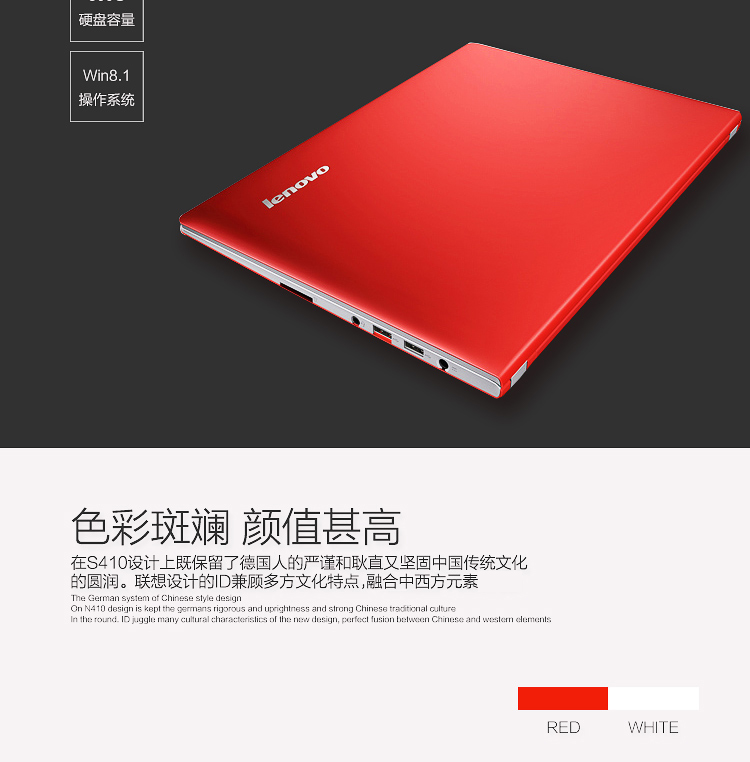 硬盘容量
Win8.1
操作系统
lenovo
色彩斑斓 颜值甚高
在S410设计上既保留了德国人的严谨和耿直又坚固中国传统文化
的圆润。联想设计的ID兼顾多方文化特点,融合中西方元素
The German system of Chinese style design
On N410 design is kept the germans rigorous and uprightness and strong Chinese traditional culture
In the round. ID juggle many cultural characteristics of the new design, perfect fusion between Chinese and western elements
RED WHITE